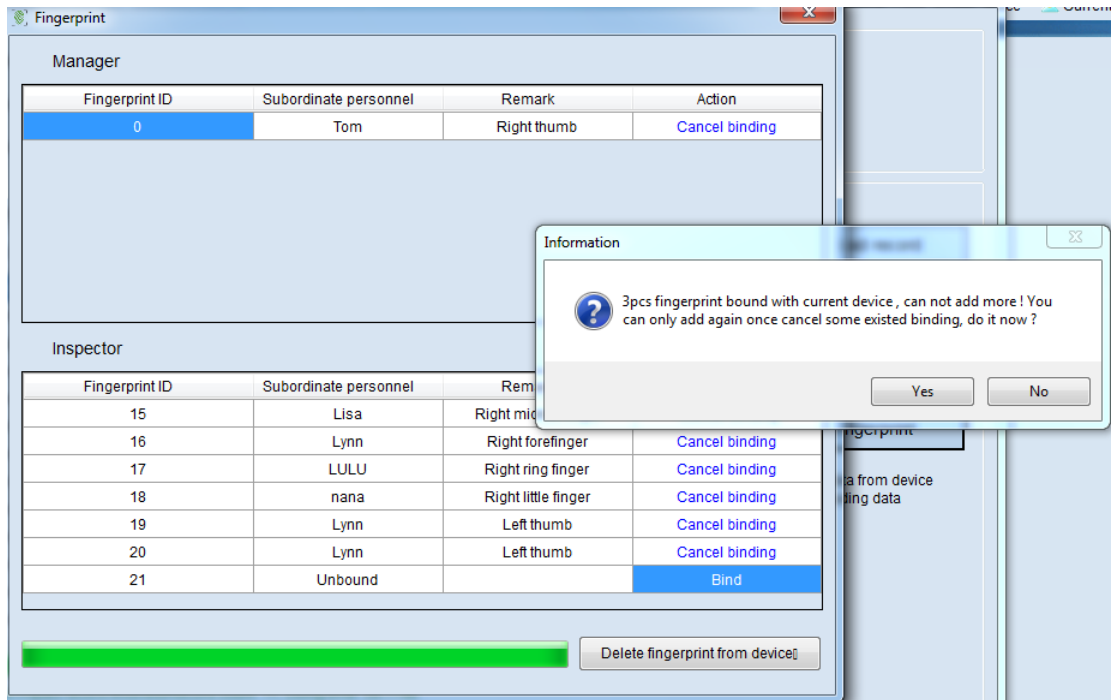 Fingerprint
Manager
Fingerprint ID Subordinate personnel Remark Action
0 Tom Right thumb Cancel binding
Information
3pcs fingerprint bound with current device , can not add more ! You
can only add again once cancel some existed binding, do it now ?
Yes No
Inspector
Fingerprint ID Subordinate personnel
15 Lisa Right
16 Lynn Right forefinger Cancel binding
17 LULU Right ring finger Cancel binding
18 nana Right little finger Cancel binding
19 Lynn Left thumb Cancel binding
20 Lynn Left thumb Cancel binding
21 Unbound Bind
from device
data
Delete fingerprint from device